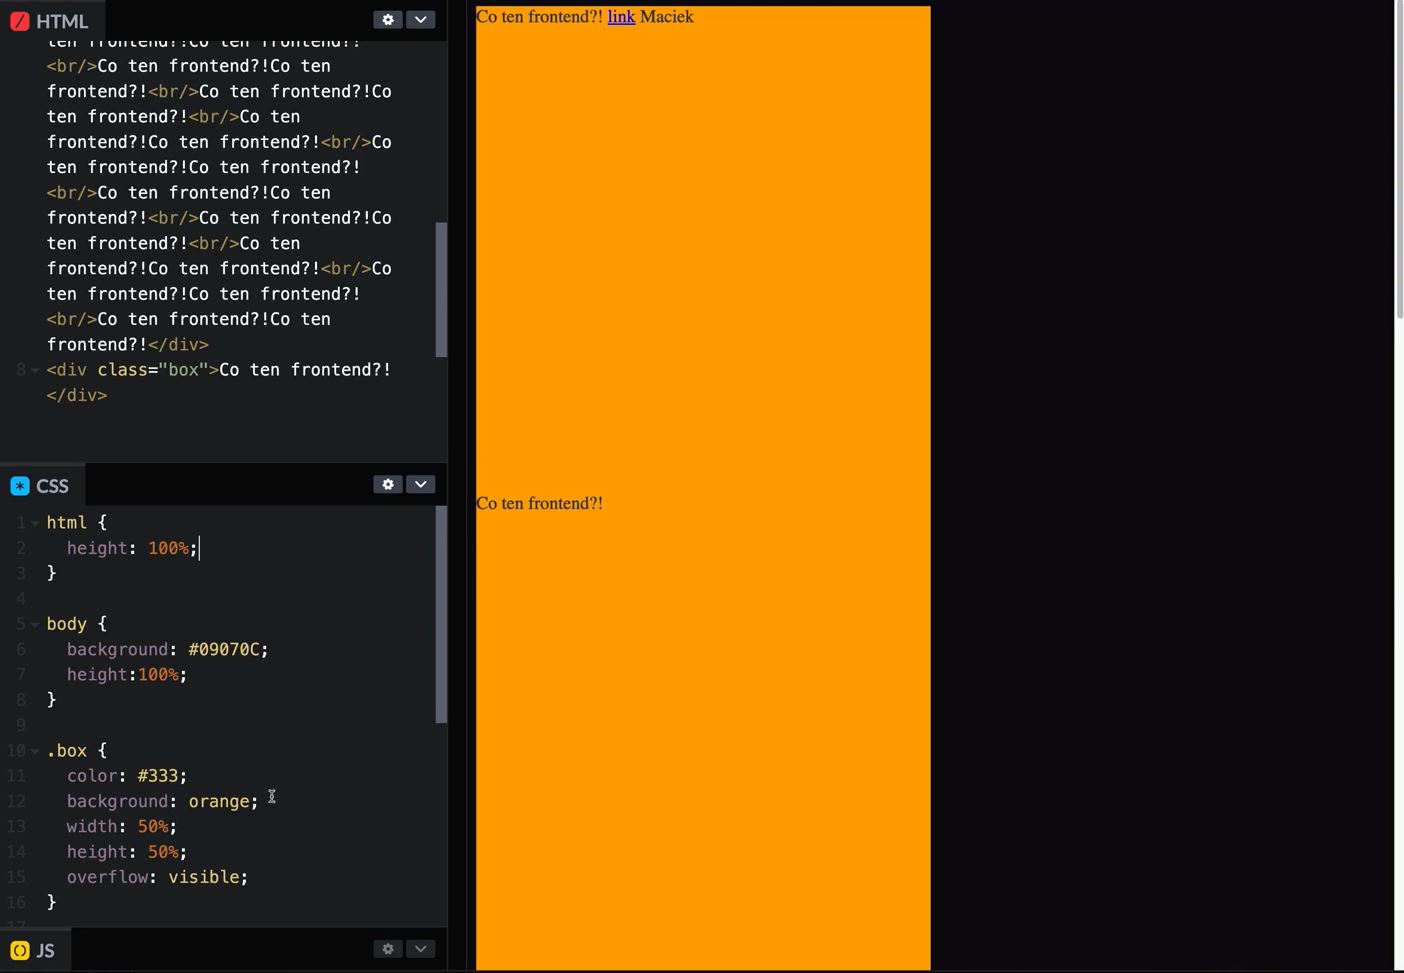 HTML
ten frontend?!Co ten frontend?!
<br/>Co ten frontend?!Co ten
frontend?!<br/>Co ten frontend?!Co
ten frontend?!<br/>Co ten
frontend?!Co ten frontend?!<br/>Co
ten frontend?!Co ten frontend?!
<br/>Co ten frontend?!Co ten
frontend?!<br/>Co ten frontend?!Co
ten frontend?!<br/>Co ten
frontend?!Co ten frontend?!<br/>Co
ten frontend?!Co ten frontend?!
<br/>Co ten frontend?!Co ten
frontend?!</div>
8 <div class="box">Co ten frontend?!
</div>
CSS
1 html {
2 height: 100%;
3 }
4
5 body {
6 background: #09070C;
7 height:100%;
8 }
9
10 .box {
11 color: #333;
12 background: orange;
13 width: 50%;
14 height: 50%;
15 overflow: visible;
16 }
17
JS
Co ten frontend?! link Maciek
Co ten frontend?!